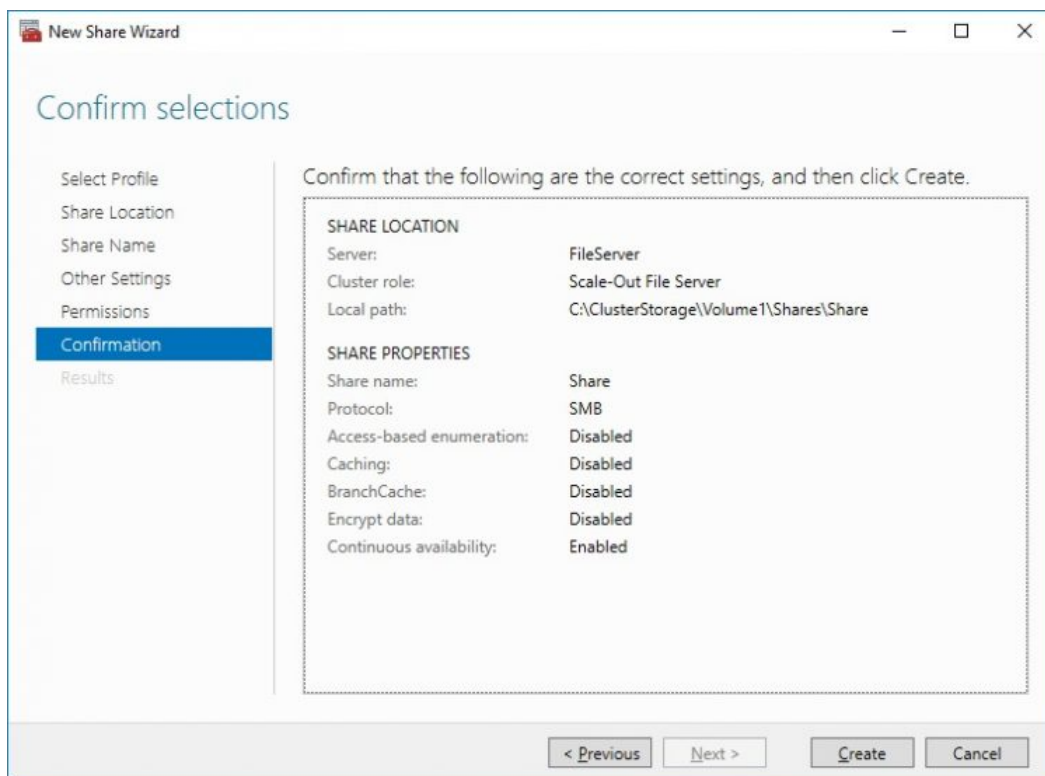 New Share Wizard
Confirm selections
Select Profile
Share Location
Share Name
Other Settings
Permissions
Confirmation
Results
Confirm that the following are the correct settings, and then click Create.
SHARE LOCATION
Server: FileServer
Cluster role: Scale-Out File Server
Local path: C:\ClusterStorage\Volume1\Shares\Share
SHARE PROPERTIES
Share name: Share
Protocol: SMB
Access-based enumeration: Disabled
Caching: Disabled
BranchCache: Disabled
Encrypt data: Disabled
Continuous availability: Enabled
< Previous Next > Create Cancel